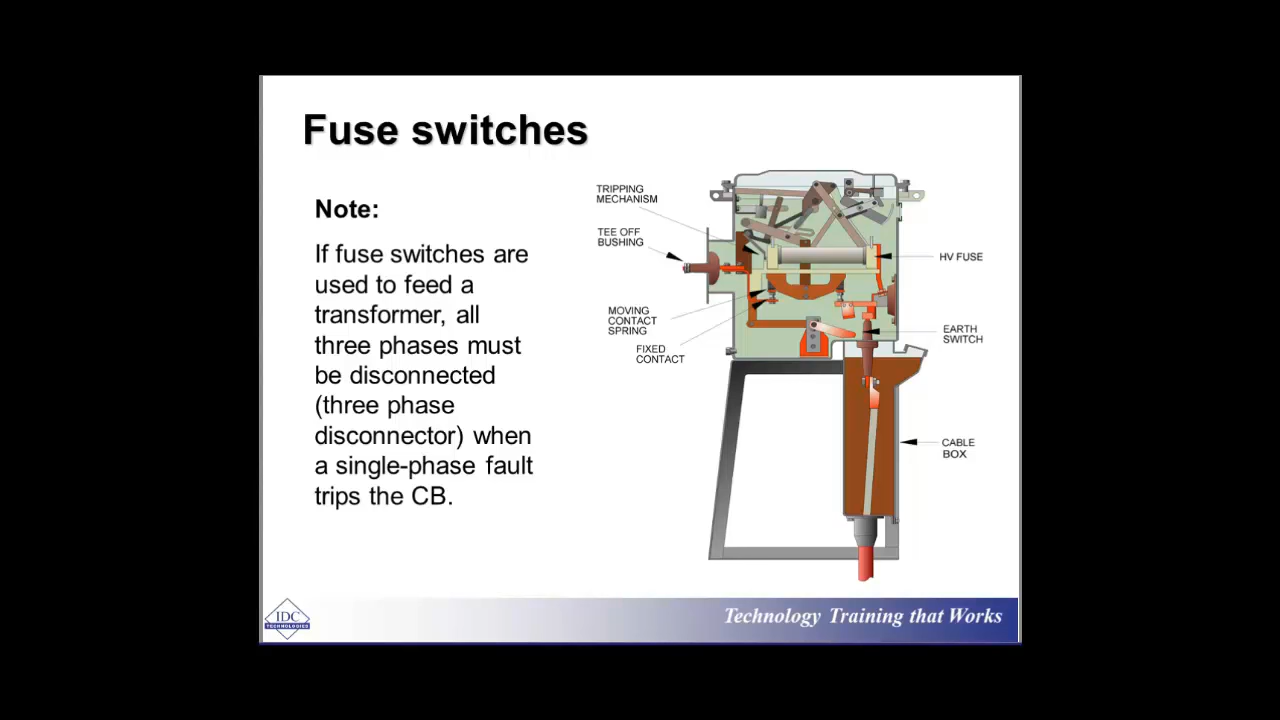 Fuse switches
Note:
If fuse switches are
used to feed a
transformer, all
three phases must
be disconnected
(three phase
disconnector) when
a single-phase fault
trips the CB.
TRIPPING
MECHANISM
TEE OFF
BUSHING
MOVING
CONTACT
SPRING
FIXED
CONTACT
HV FUSE
EARTH
SWITCH
CABLE
BOX
IDC
TECHNOLOGIES
Technology Training that Works